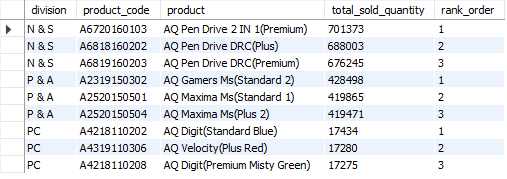 division product_code product total_sold_quantity rank_order
N & S A6720160103 AQ Pen Drive 2 IN 1(Premium) 701373 1
N & S A6818160202 AQ Pen Drive DRC(Plus) 688003 2
N & S A6819160203 AQ Pen Drive DRC(Premium) 676245 3
P & A A2319150302 AQ Gamers Ms(Standard 2) 428498 1
P & A A2520150501 AQ Maxima Ms(Standard 1) 419865 2
P & A A2520150504 AQ Maxima Ms(Plus 2) 419471 3
PC A4218110202 AQ Digit(Standard Blue) 17434 1
PC A4319110306 AQ Velocity(Plus Red) 17280 2
PC A4218110208 AQ Digit(Premium Misty Green) 17275 3